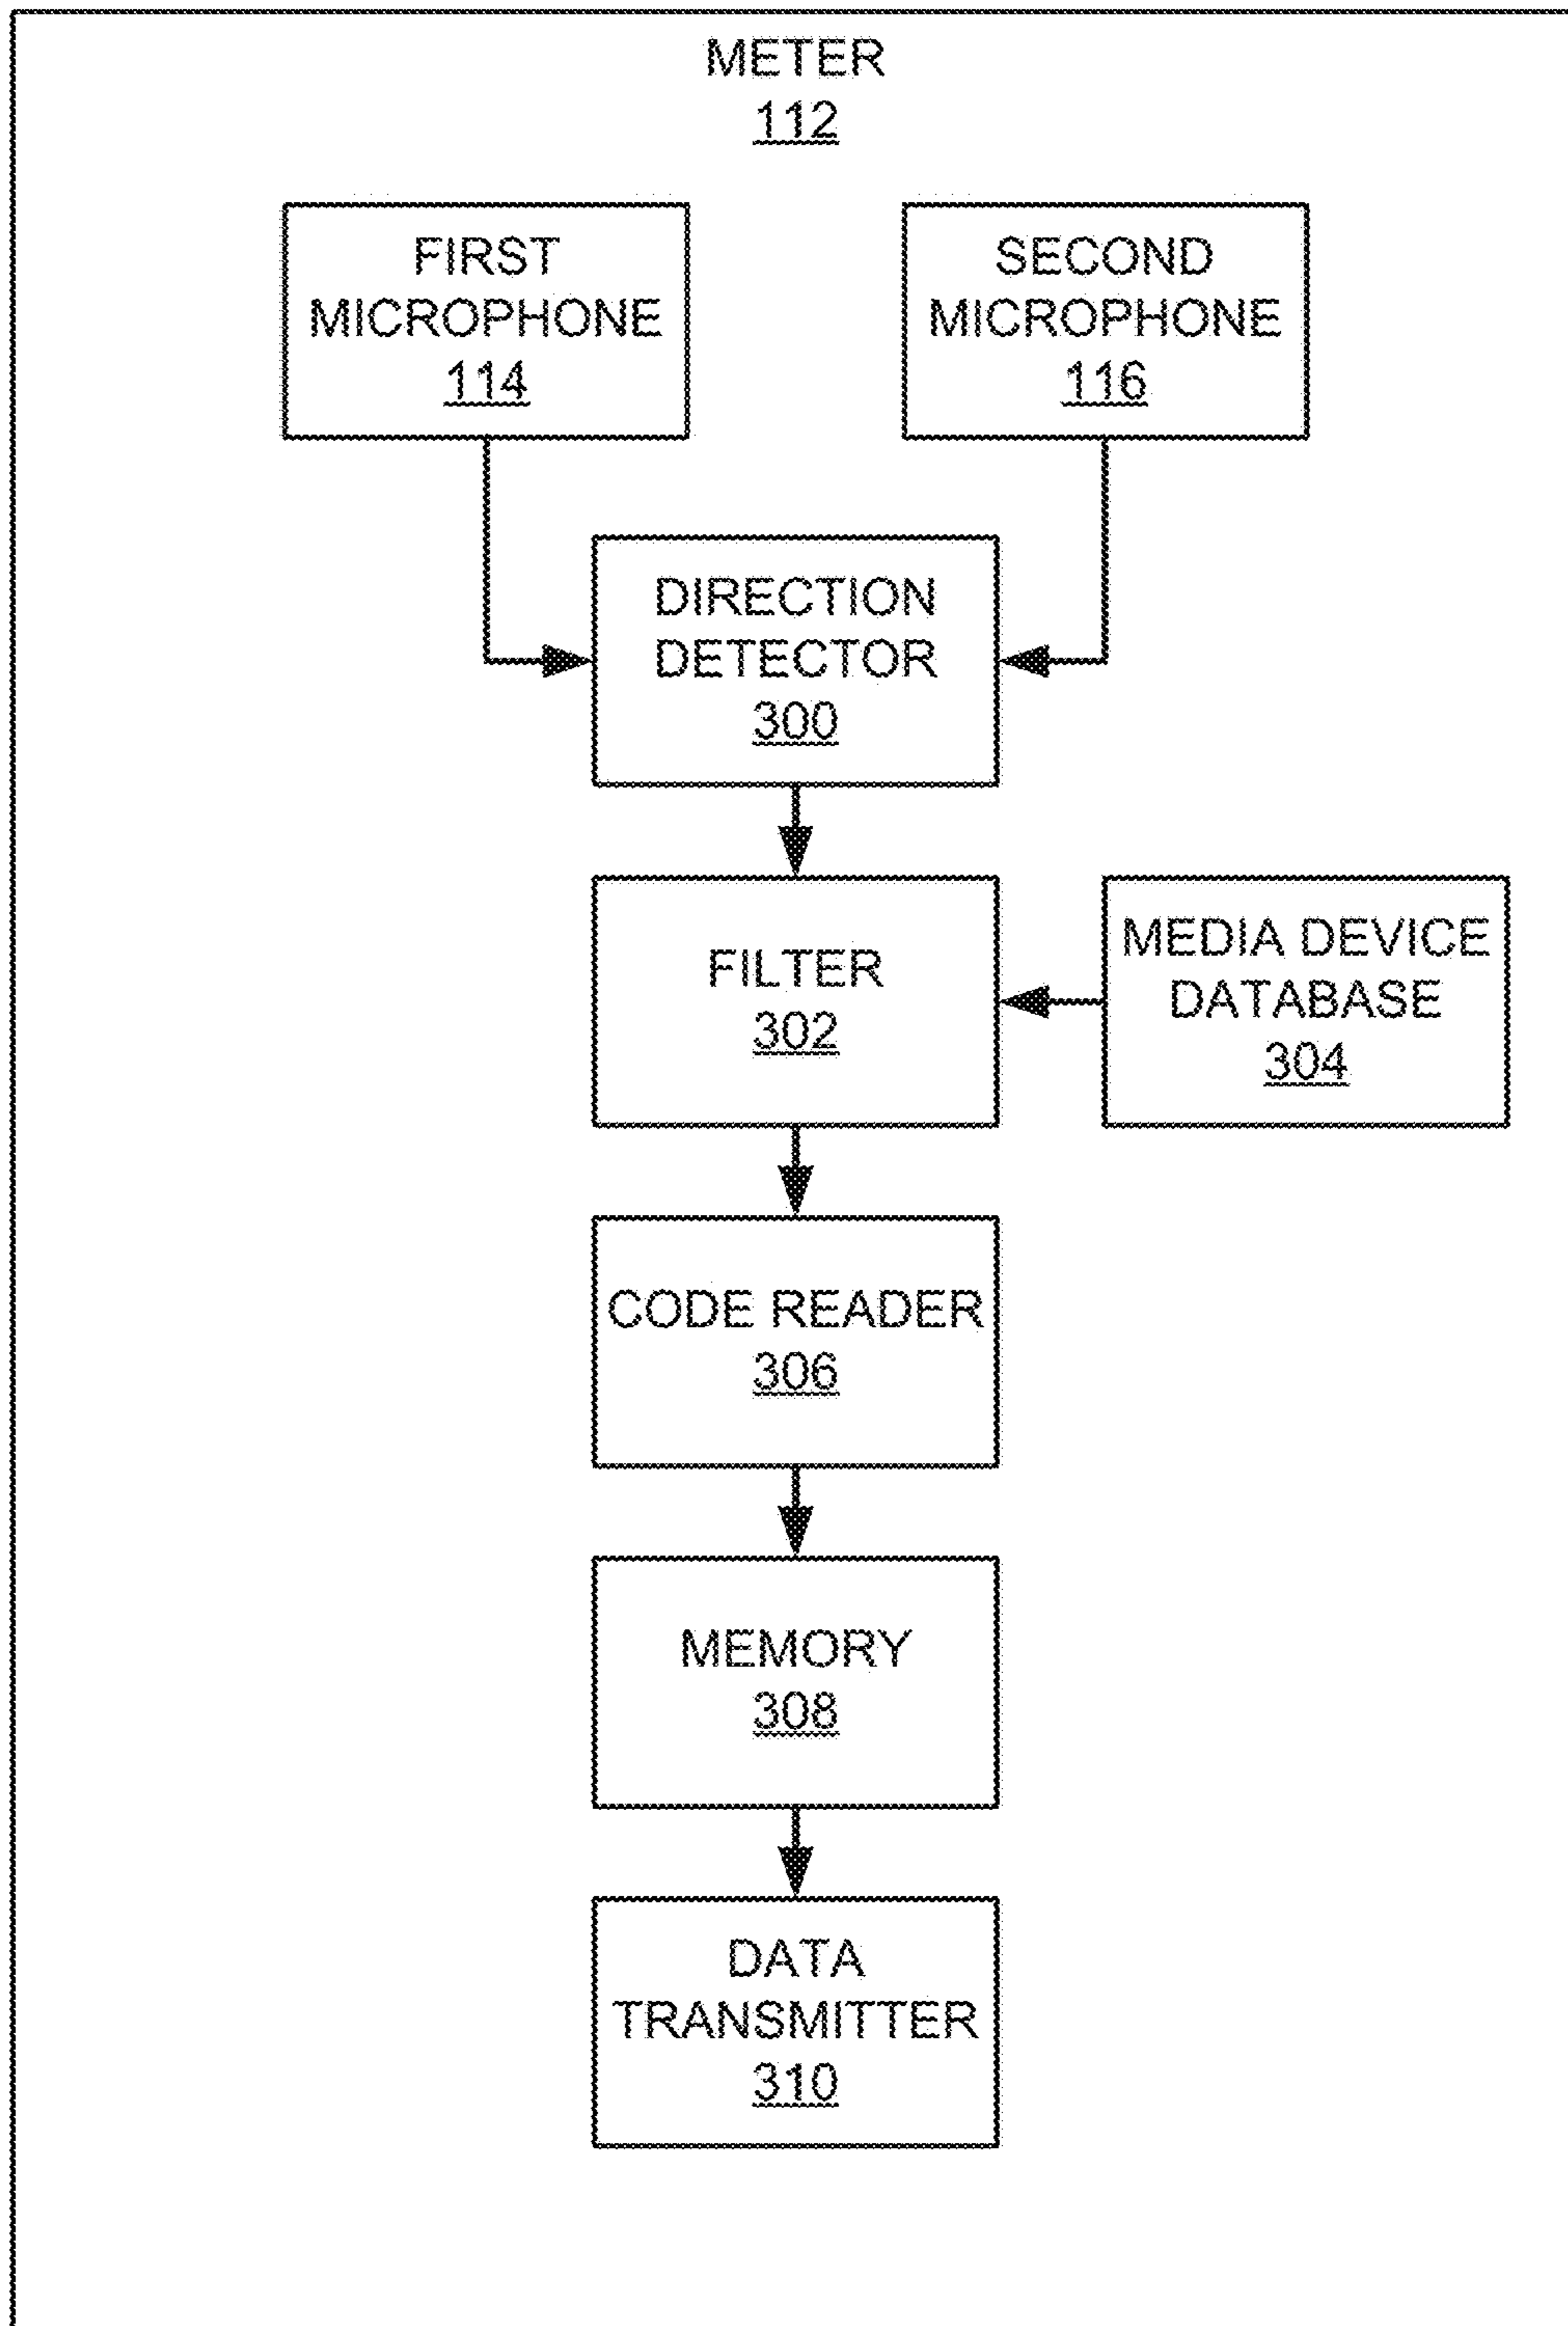 METER
112
FIRST
MICROPHONE
114
SECOND
MICROPHONE
116
DIRECTION
DETECTOR
300
FILTER
302
MEDIA DEVICE
DATABASE
304
CODE READER
306
MEMORY
308
DATA
TRANSMITTER
310